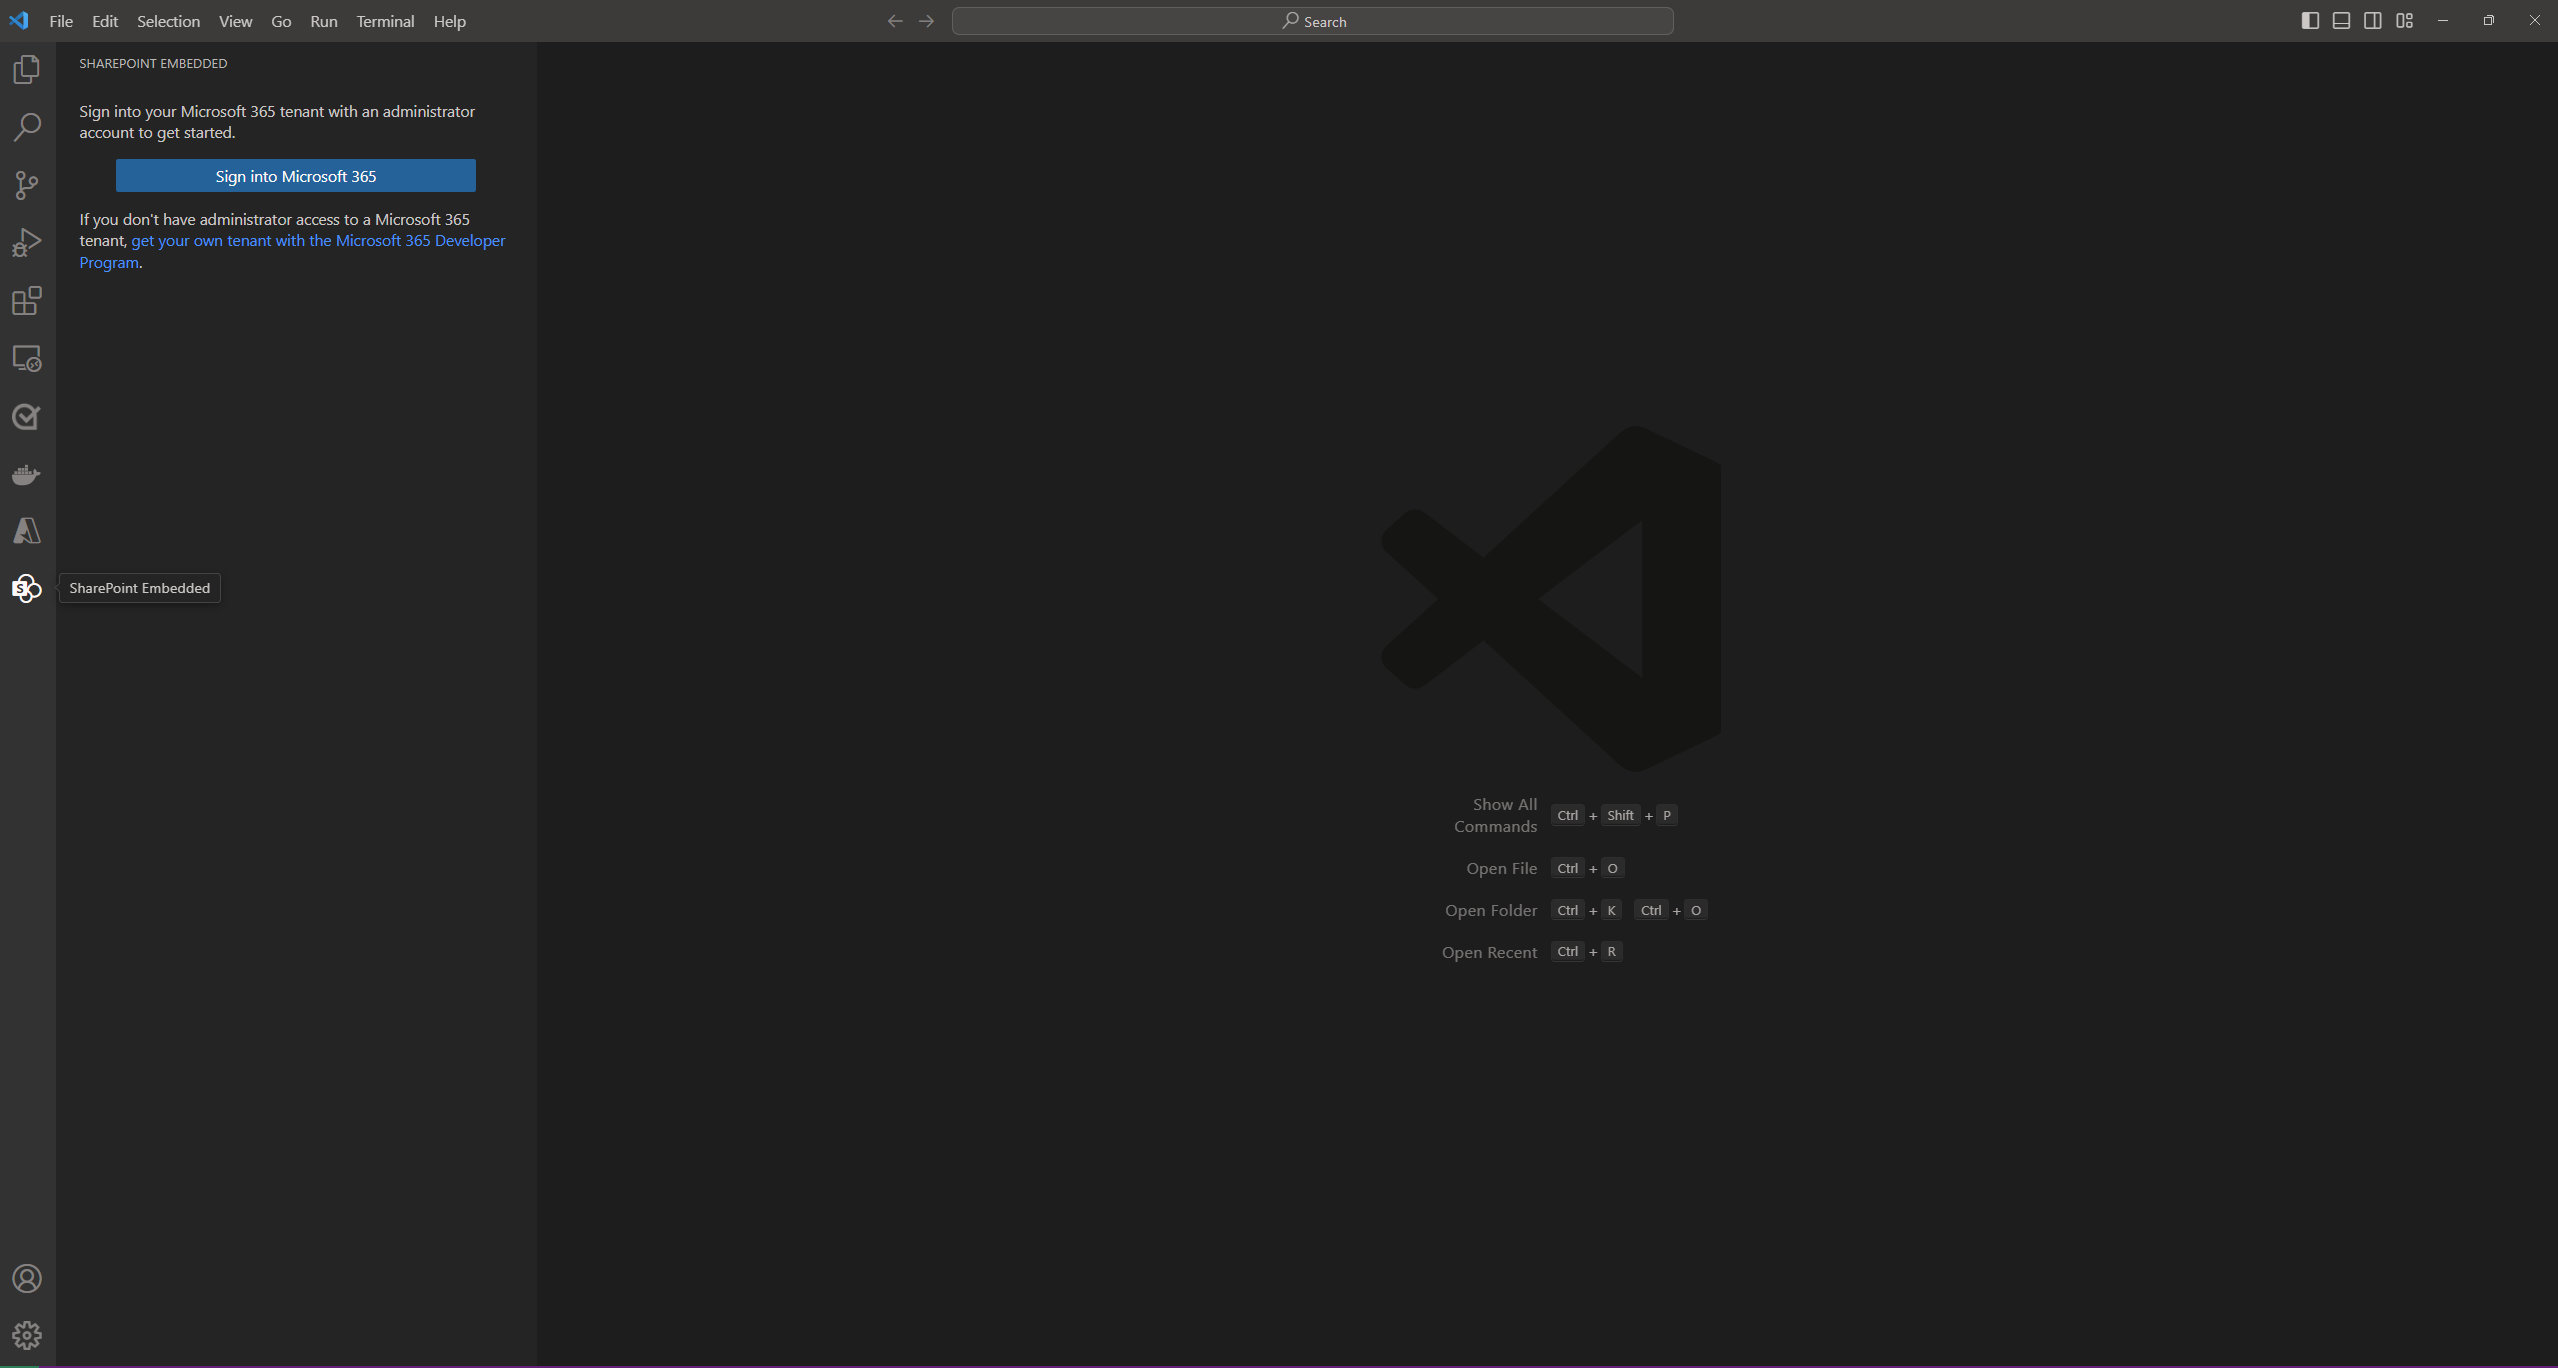 File Edit Selection View Go Run Terminal Help
Search
SHAREPOINT EMBEDDED
Sign into your Microsoft 365 tenant with an administrator
account to get started.
Sign into Microsoft 365
If you don't have administrator access to a Microsoft 365
tenant, get your own tenant with the Microsoft 365 Developer
Program.
S
SharePoint Embedded
Show All
Commands
Ctrl + Shift + P
Open File Ctrl + O
Open Folder Ctrl + K Ctrl + O
Open Recent Ctrl + R